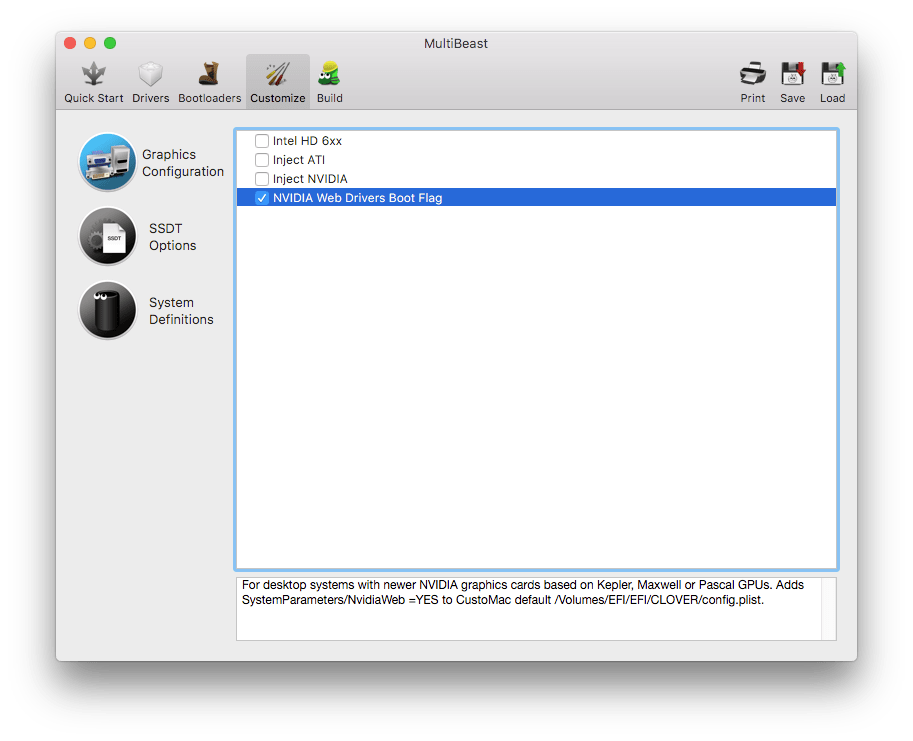 MultiBeast
Quick Start
Drivers
Bootloaders
Customize
Build
Print
Save
Load
Graphics
Configuration
SSDT
SSDT
Options
System
Definitions
Intel HD 6xx
Inject ATI
Inject NVIDIA
NVIDIA Web Drivers Boot Flag
For desktop systems with newer NVIDIA graphics cards based on Kepler, Maxwell or Pascal GPUs. Adds
SystemParameters/NvidiaWeb =YES to CustoMac default /Volumes/EFI/EFI/CLOVER/config.plist.